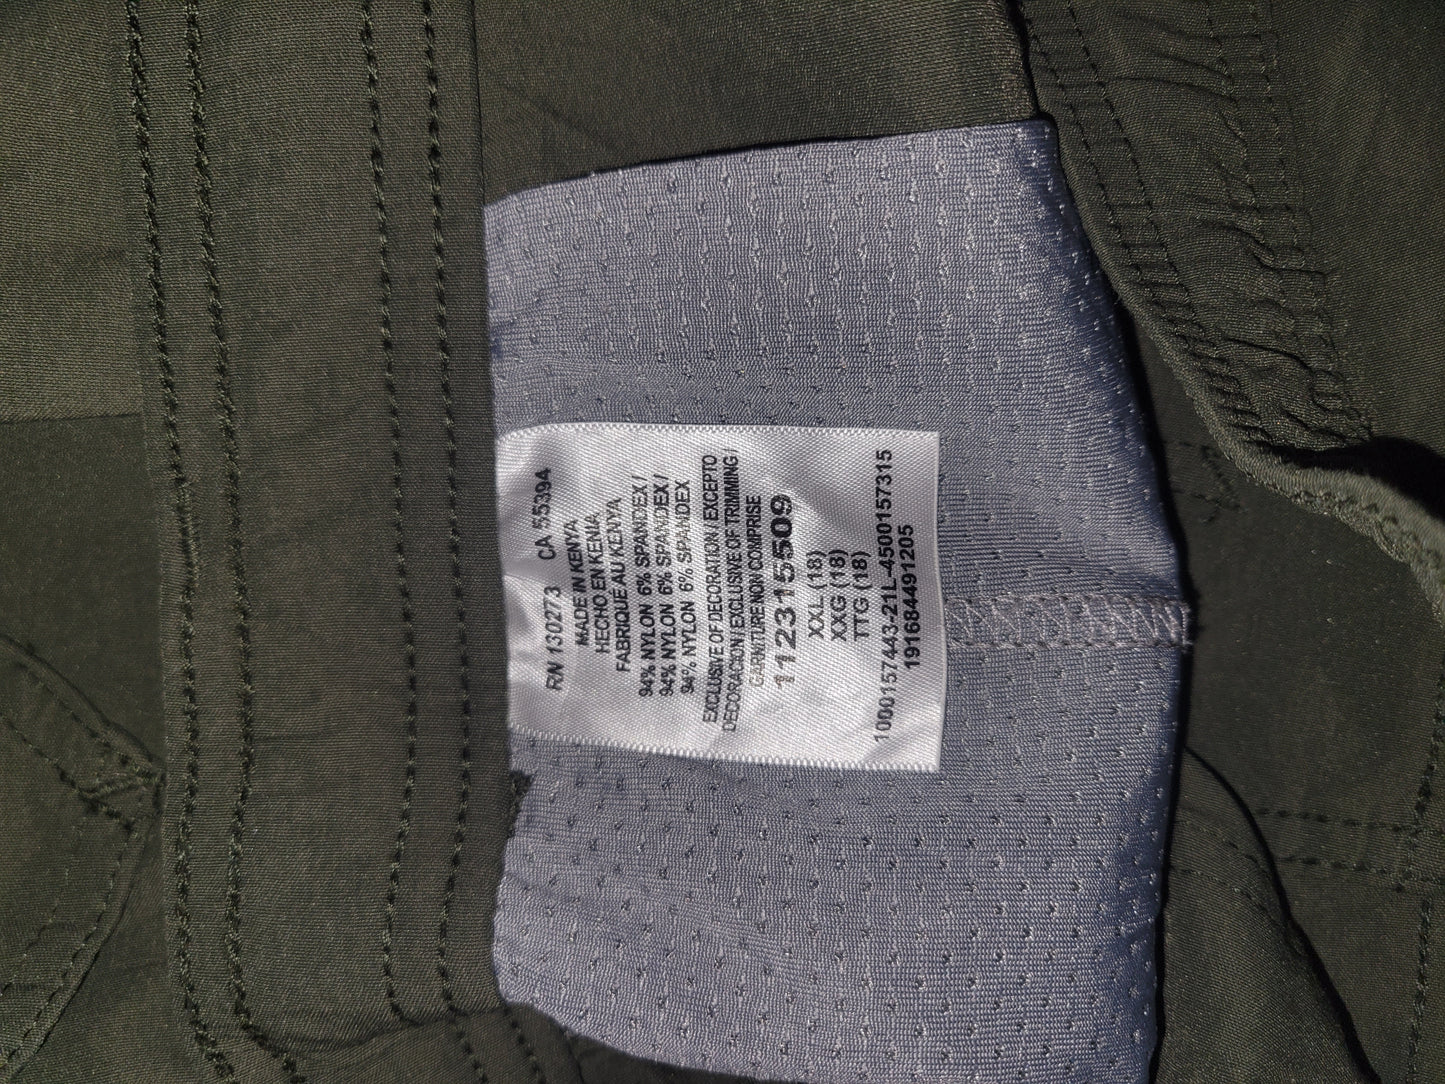 RN 130273 CA 55394
MADE IN KENYA
HECHO EN KENIA
FABRIQUÉ AU KENYA
94% NYLON 6% SPANDEX /
94% NYLON 6% SPANDEX /
94% NYLON 6% SPANDEX
EXCLUSIVE OF DECORATION / EXCEPTO
DECORACION / EXCLUSIVE OF TRIMMING /
GARNITURE NON COMPRISE
112315509
XXL (18)
XXG (18)
TTG (18)
1000157443-21L-4500157315
191684491205